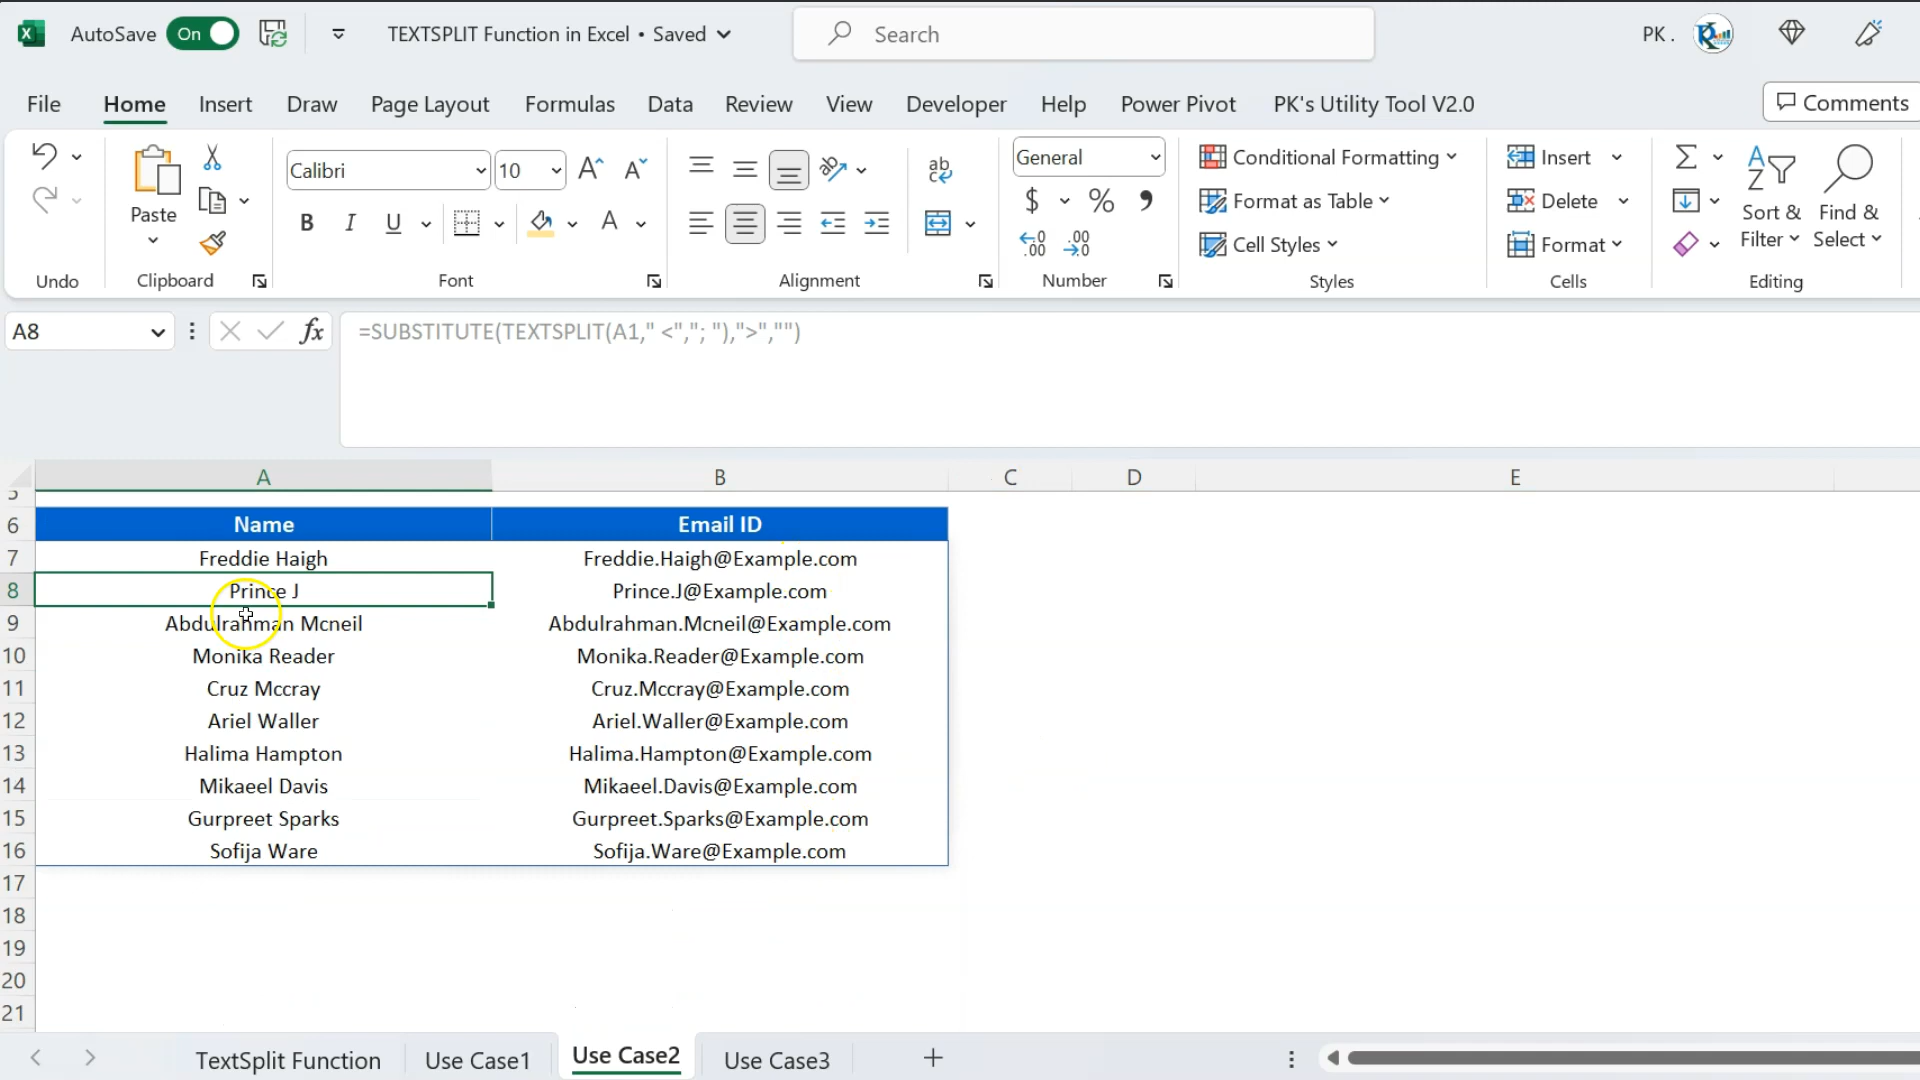 AutoSave On TEXTSPLIT Function in Excel • Saved Search PK .
File Home Insert Draw Page Layout Formulas Data Review View Developer Help Power Pivot PK's Utility Tool V2.0 Comments
Paste
Undo
Clipboard
Calibri 10
B I U A
Font
ab
Alignment
General
$ % ,
Number
Conditional Formatting
Format as Table
Cell Styles
Styles
Insert
Delete
Format
Cells
Sort & Filter
Find & Select
Editing
A8 fx =SUBSTITUTE(TEXTSPLIT(A1," <","; "),">","")
A B C D E
5
6 Name Email ID
7 Freddie Haigh Freddie.Haigh@Example.com
8 Prince J Prince.J@Example.com
9 Abdulrahman Mcneil Abdulrahman.Mcneil@Example.com
10 Monika Reader Monika.Reader@Example.com
11 Cruz Mccray Cruz.Mccray@Example.com
12 Ariel Waller Ariel.Waller@Example.com
13 Halima Hampton Halima.Hampton@Example.com
14 Mikaeel Davis Mikaeel.Davis@Example.com
15 Gurpreet Sparks Gurpreet.Sparks@Example.com
16 Sofija Ware Sofija.Ware@Example.com
17
18
19
20
21
TextSplit Function Use Case1 Use Case2 Use Case3